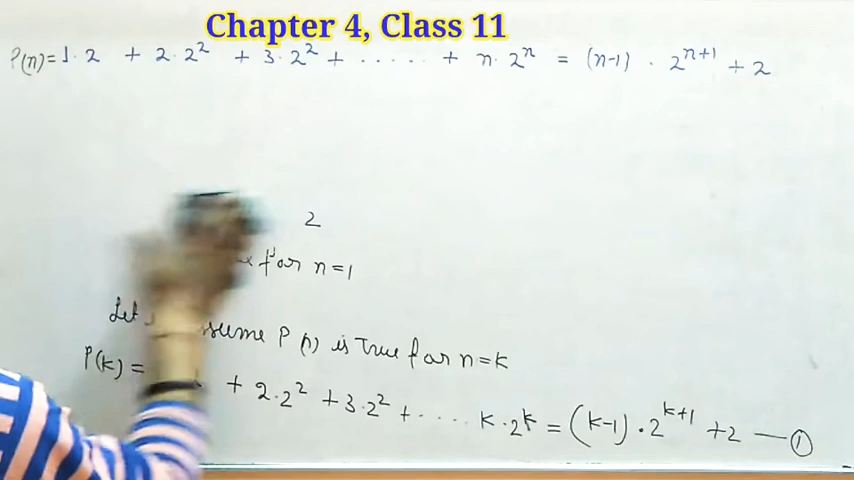 Chapter 4, Class 11
P(n)=1·2 + 2·2² + 3·2² + ..... + n·2ⁿ = (n-1) · 2ⁿ⁺¹ + 2
2
for n=1
Let assume P(n) is True for n=k
P(k) = + 2·2² + 3·2² + .... k·2ᵏ = (k-1)·2ᵏ⁺¹ +2 — ①